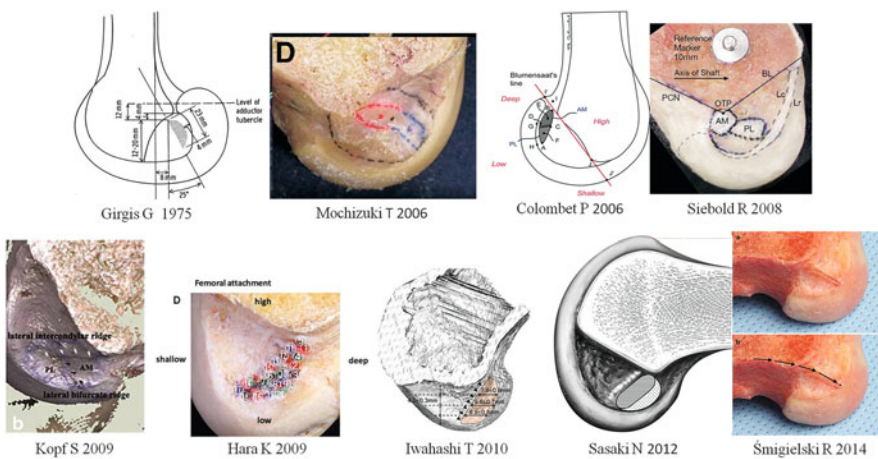 12 mm
4 mm
12-20mm
8 mm
25°
23 mm
4 mm
Level of
adductor
tubercle
Girgis G 1975
D
Mochizuki T 2006
Blumensaat's
line
Deep
AM
High
PL
Low
Shallow
Colombet P 2006
Reference
Marker
10mm
Axis of Shaft
BL
PCN
OTP
Lc
Lr
AM
PL
Siebold R 2008
lateral intercondylar ridge
PL
AM
lateral bifurcate ridge
b
Kopf S 2009
Femoral attachment
D
high
shallow
deep
low
Hara K 2009
Iwahashi T 2010
Sasaki N 2012
a
b
Śmigielski R 2014